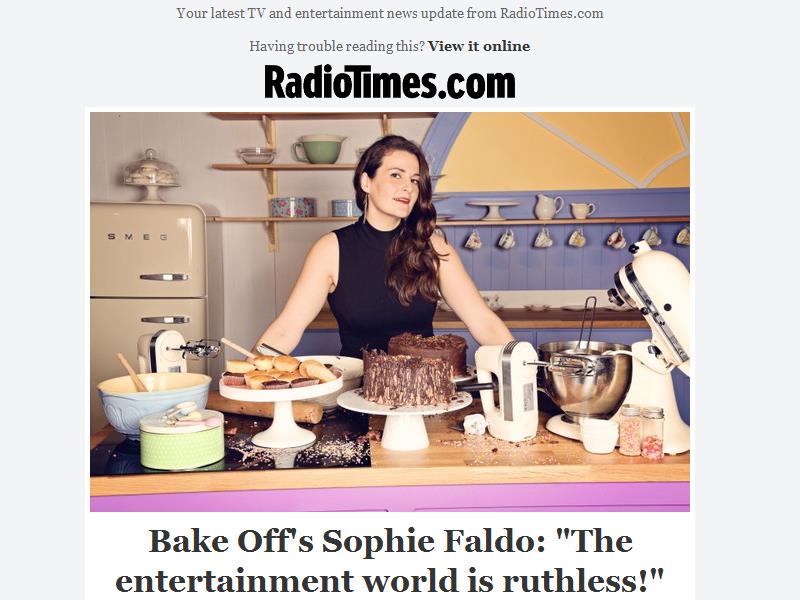 Your latest TV and entertainment news update from RadioTimes.com
Having trouble reading this? View it online
RadioTimes.com
SMEG
Bake Off's Sophie Faldo: "The
entertainment world is ruthless!"